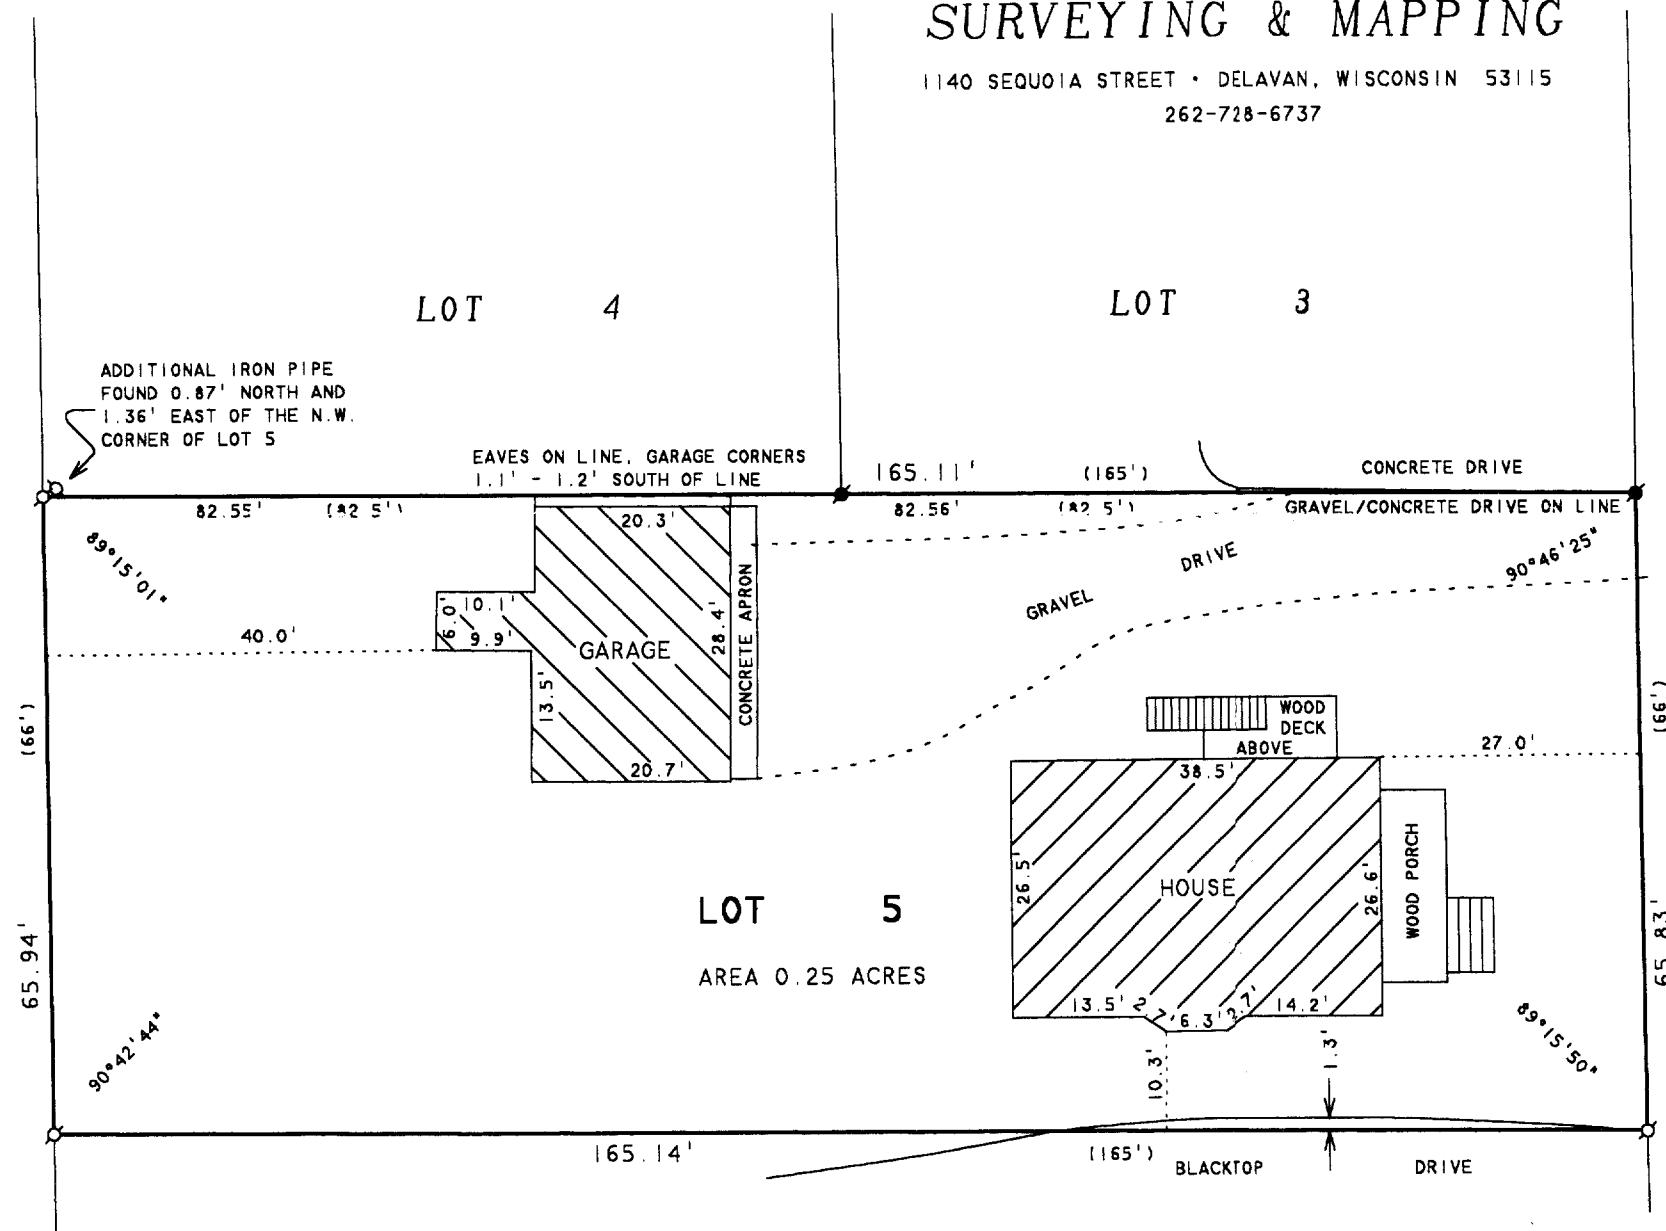 SURVEYING & MAPPING
1140 SEQUOIA STREET • DELAVAN, WISCONSIN 53115
262-728-6737
LOT 4
LOT 3
ADDITIONAL IRON PIPE
FOUND 0.87' NORTH AND
1.36' EAST OF THE N.W.
CORNER OF LOT 5
EAVES ON LINE, GARAGE CORNERS
1.1' - 1.2' SOUTH OF LINE
165.11' (165')
CONCRETE DRIVE
82.55' (82.5')
82.56' (82.5')
GRAVEL/CONCRETE DRIVE ON LINE
89°15'01"
90°46'25"
20.3'
GRAVEL DRIVE
6.0'
10.1'
9.9'
40.0'
GARAGE
28.4'
CONCRETE APRON
13.5'
20.7'
(66')
(66')
WOOD
DECK
ABOVE
27.0'
38.5'
26.5'
HOUSE
26.6'
WOOD PORCH
LOT 5
AREA 0.25 ACRES
65.94'
65.83'
13.5' 2.7' 6.3' 2.7' 14.2'
90°42'44"
89°15'50"
10.3'
1.3'
165.14' (165')
BLACKTOP DRIVE